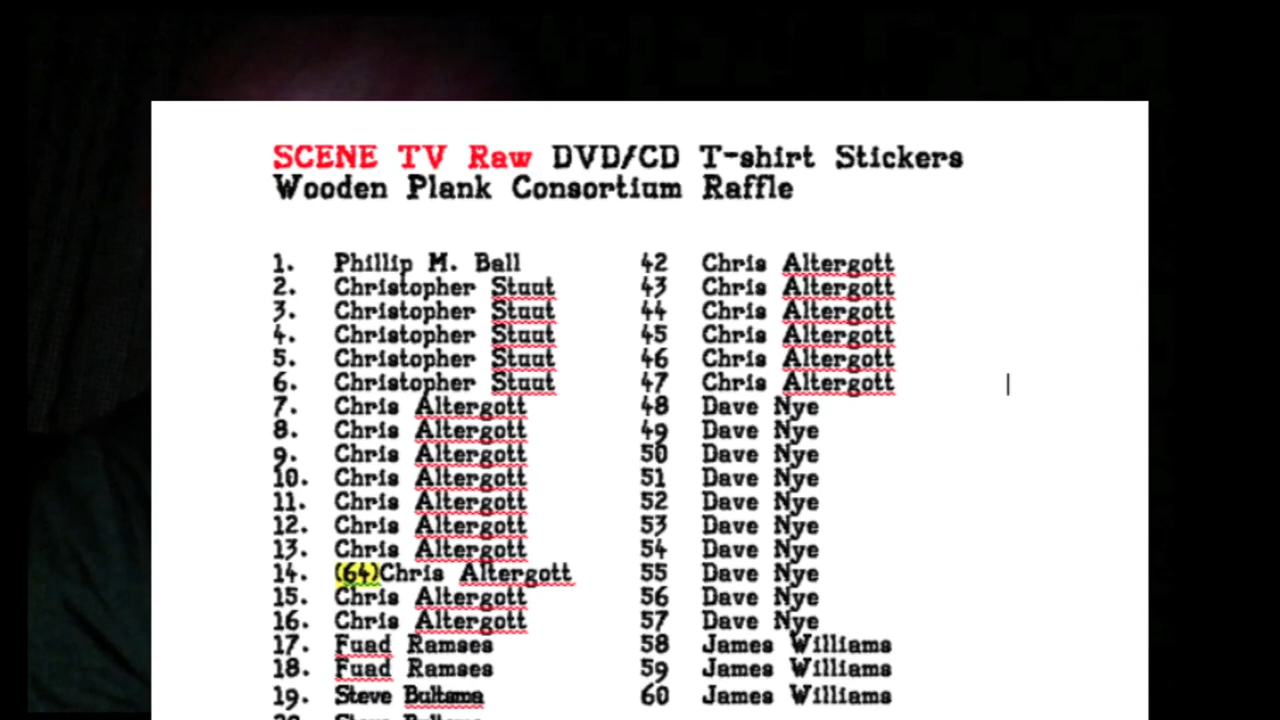 SCENE TV Raw DVD/CD T-shirt Stickers
Wooden Plank Consortium Raffle
1. Phillip M. Ball 42 Chris Altergott
2. Christopher Staut 43 Chris Altergott
3. Christopher Staut 44 Chris Altergott
4. Christopher Staut 45 Chris Altergott
5. Christopher Staut 46 Chris Altergott
6. Christopher Staut 47 Chris Altergott
7. Chris Altergott 48 Dave Nye
8. Chris Altergott 49 Dave Nye
9. Chris Altergott 50 Dave Nye
10. Chris Altergott 51 Dave Nye
11. Chris Altergott 52 Dave Nye
12. Chris Altergott 53 Dave Nye
13. Chris Altergott 54 Dave Nye
14. (64)Chris Altergott 55 Dave Nye
15. Chris Altergott 56 Dave Nye
16. Chris Altergott 57 Dave Nye
17. Fuad Ramses 58 James Williams
18. Fuad Ramses 59 James Williams
19. Steve Bultsma 60 James Williams